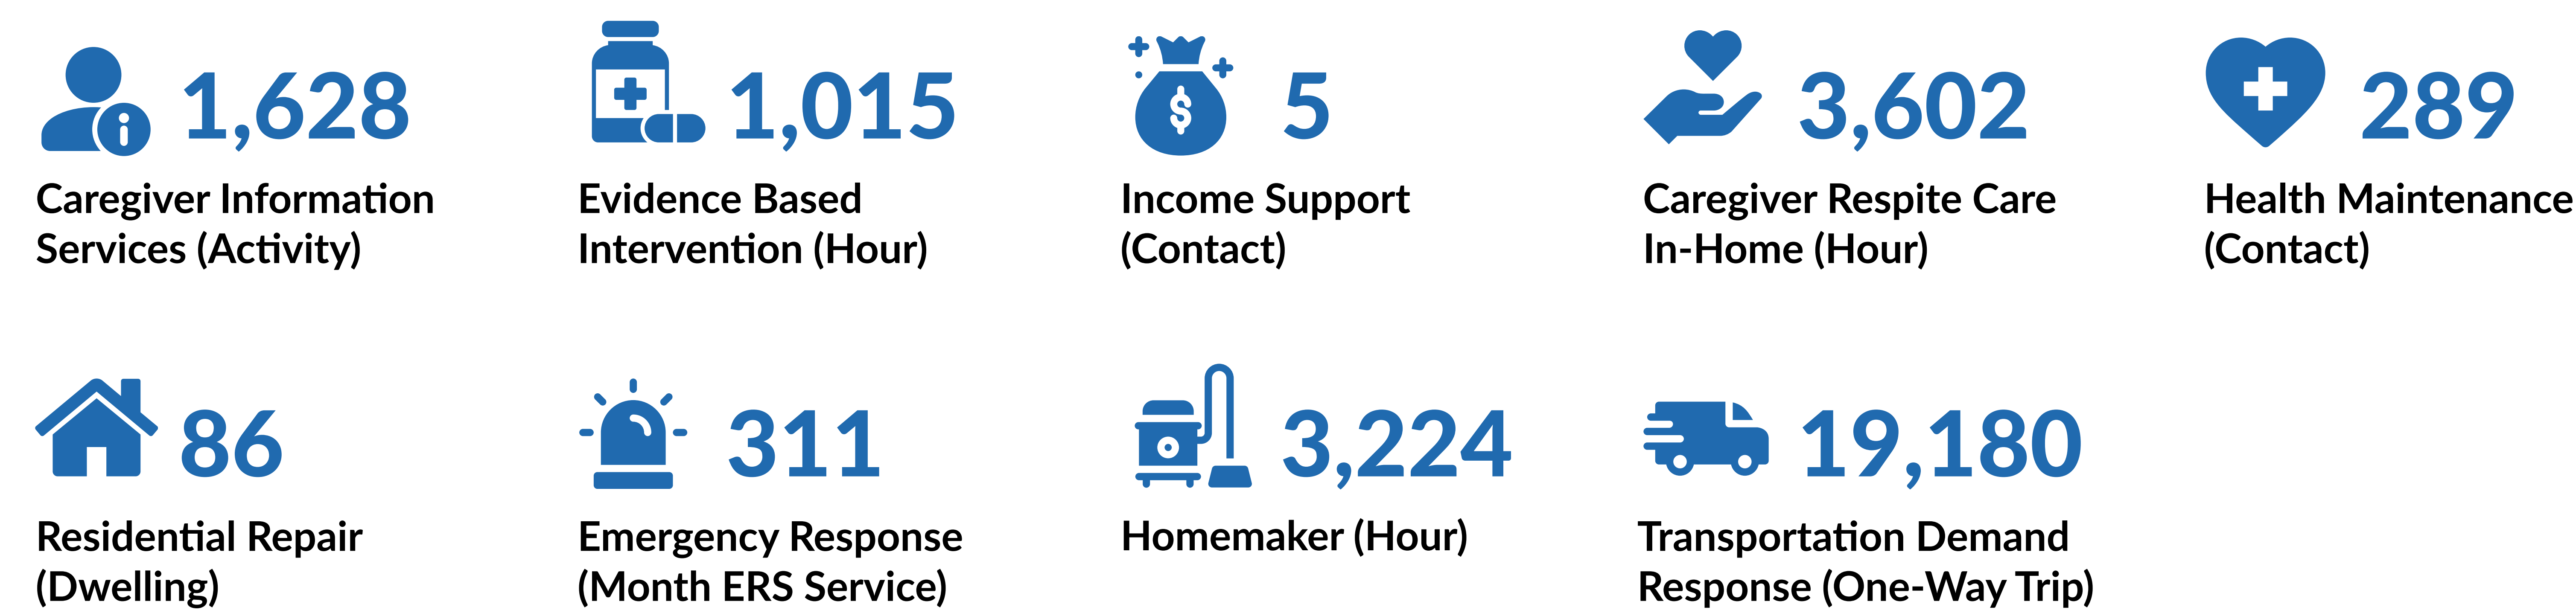 1,628
Caregiver Information
Services (Activity)
1,015
Evidence Based
Intervention (Hour)
$
5
Income Support
(Contact)
3,602
Caregiver Respite Care
In-Home (Hour)
289
Health Maintenance
(Contact)
86
Residential Repair
(Dwelling)
311
Emergency Response
(Month ERS Service)
3,224
Homemaker (Hour)
19,180
Transportation Demand
Response (One-Way Trip)